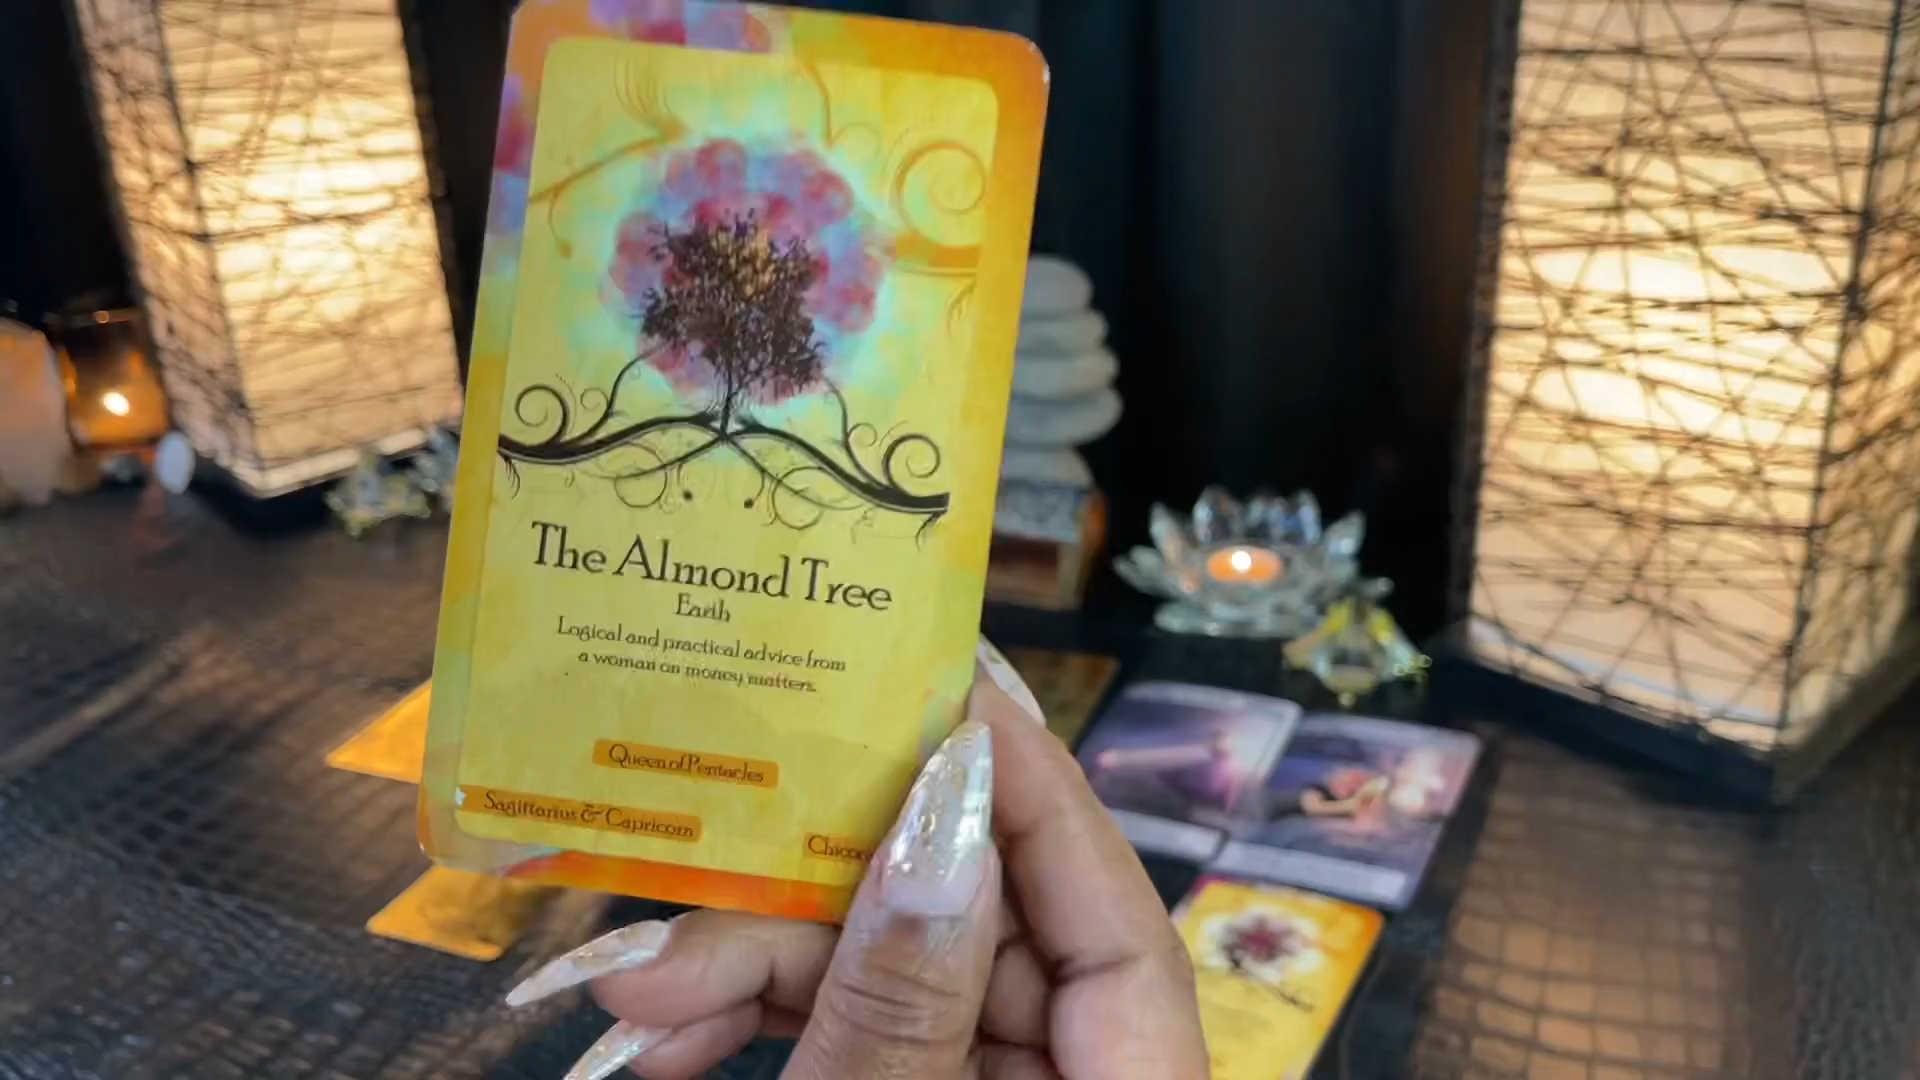 The Almond Tree
Earth
Logical and practical advice from
a woman on money matters.
Queen of Pentacles
Sagittarius & Capricorn